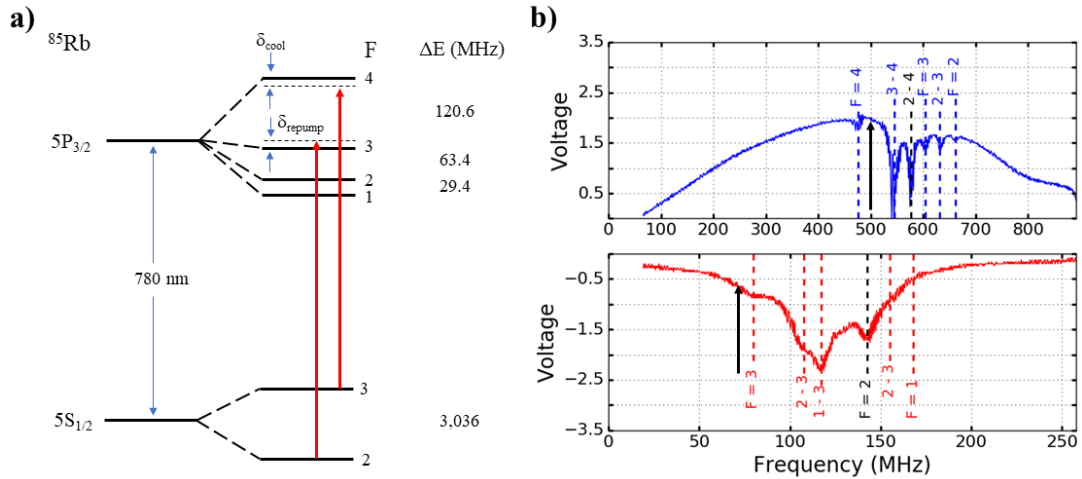 a)
⁸⁵Rb
δcool
F
ΔE (MHz)
4
120.6
δrepump
5P3/2
3
63.4
2
29.4
1
780 nm
3
5S1/2
3,036
2
b)
3.5
2.5
1.5
0.5
Voltage
F = 4
3 - 4
2 - 4
F = 3
2 - 3
F = 2
0 100 200 300 400 500 600 700 800
−0.5
−1.5
−2.5
−3.5
Voltage
F = 3
2 - 3
1 - 3
F = 2
2 - 3
F = 1
0 50 100 150 200 250
Frequency (MHz)